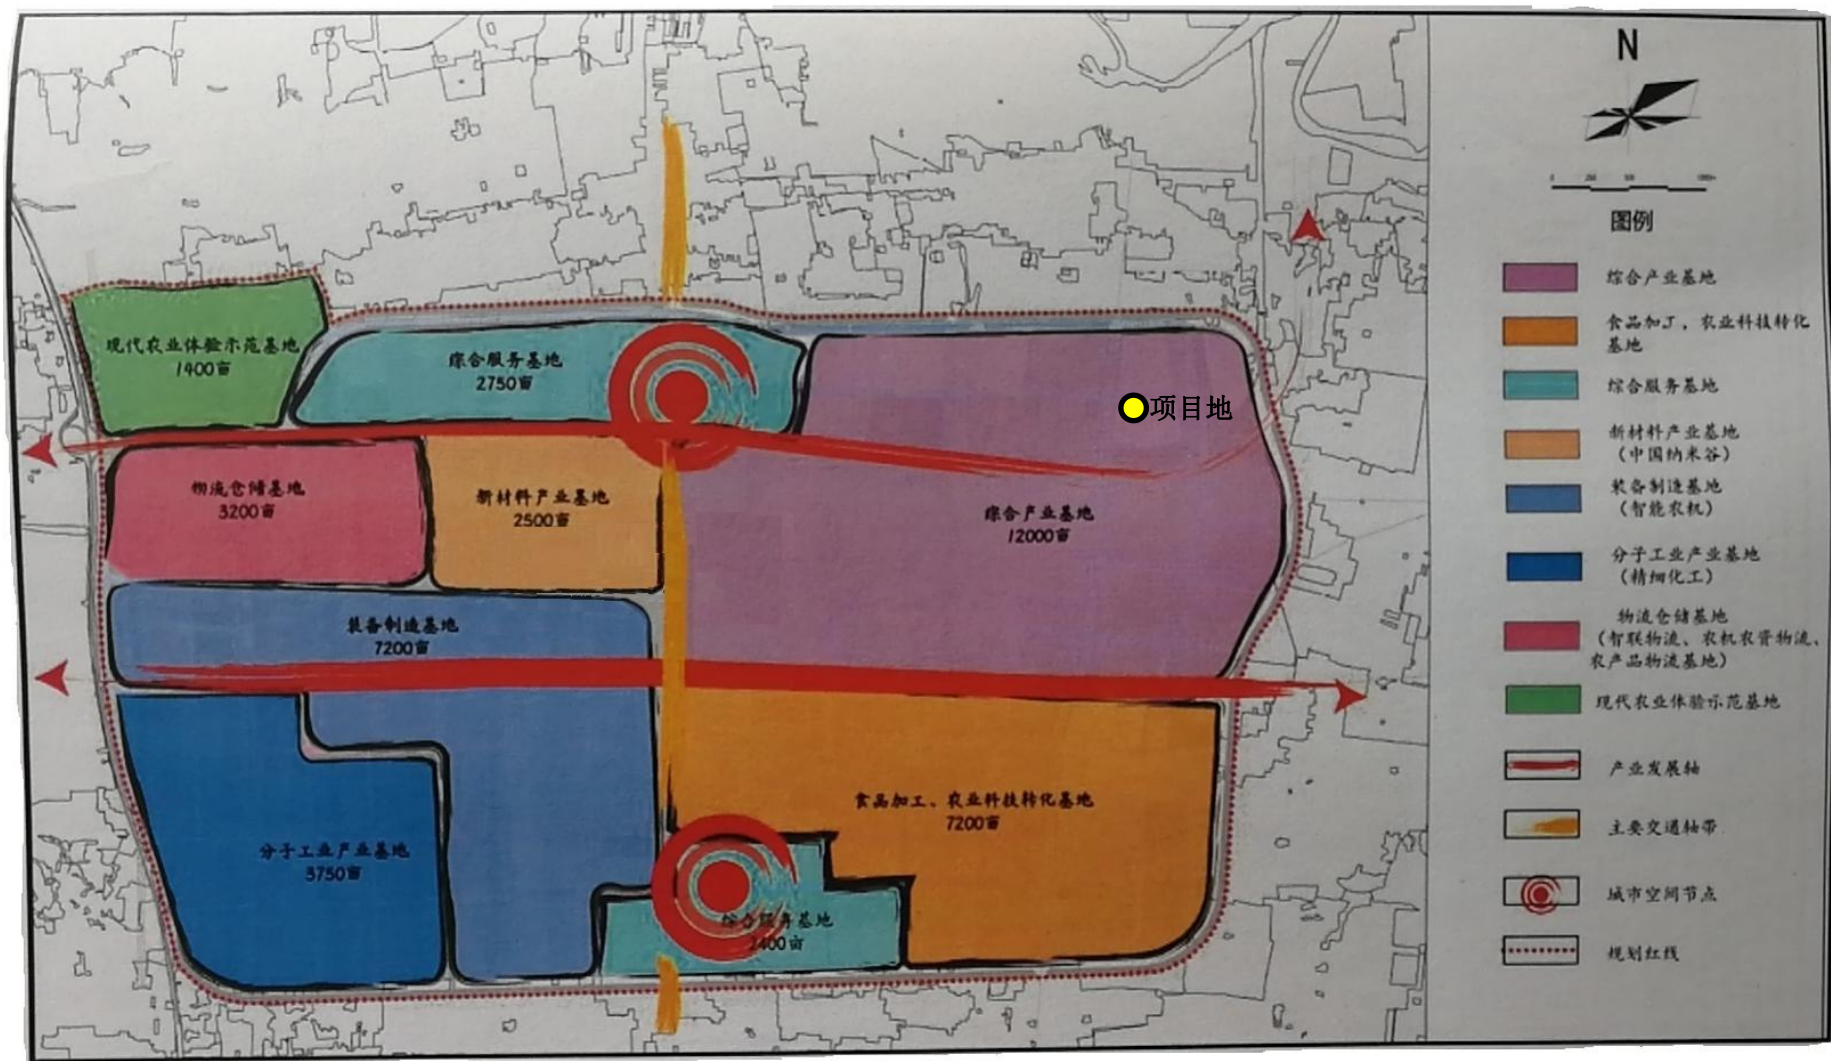 N
0 250 500 1000m
图例
综合产业基地
食品加工、农业科技转化
基地
综合服务基地
新材料产业基地
（中国纳米谷）
装备制造基地
（智能农机）
分子工业产业基地
（精细化工）
物流仓储基地
（智联物流、农机农资物流、
农产品物流基地）
现代农业体验示范基地
产业发展轴
主要交通轴带
城市空间节点
规划红线
现代农业体验示范基地
1400亩
综合服务基地
2750亩
项目地
物流仓储基地
3200亩
新材料产业基地
2500亩
综合产业基地
12000亩
装备制造基地
7200亩
食品加工、农业科技转化基地
7200亩
分子工业产业基地
3750亩
综合服务基地
2400亩